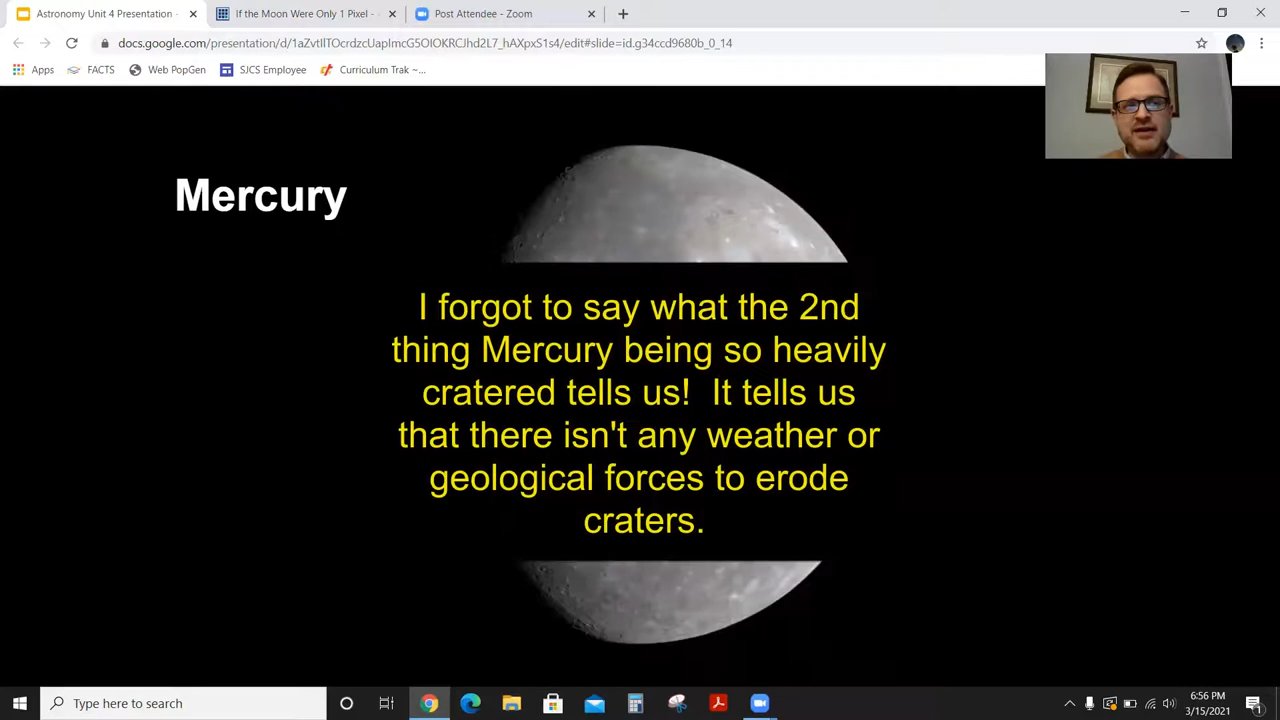 Astronomy Unit 4 Presentation -
If the Moon Were Only 1 Pixel -
Post Attendee - Zoom
docs.google.com/presentation/d/1aZvtIlTOcrdzcUapImcG5OIOKRCJhd2L7_hAXpxS1s4/edit#slide=id.g34ccd9680b_0_14
Apps FACTS Web PopGen SJCS Employee Curriculum Trak ~...
Mercury
I forgot to say what the 2nd
thing Mercury being so heavily
cratered tells us! It tells us
that there isn't any weather or
geological forces to erode
craters.
Type here to search
6:56 PM
3/15/2021
1